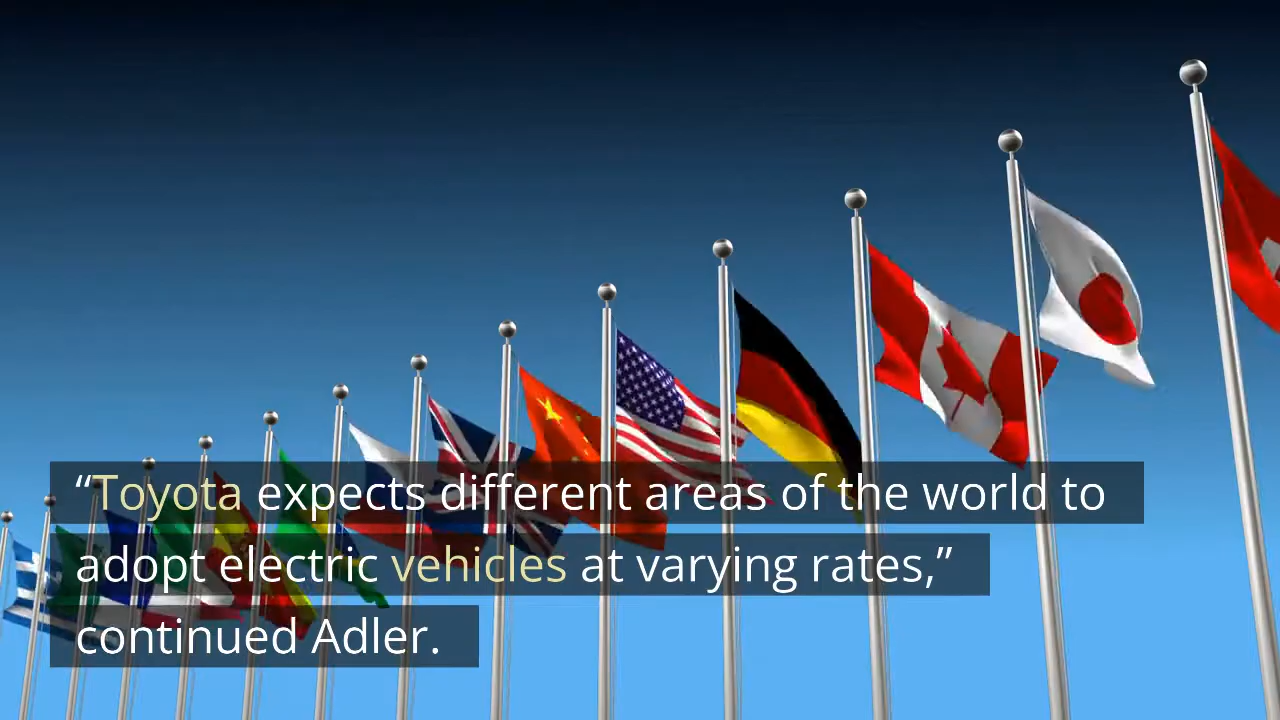 “Toyota expects different areas of the world to
adopt electric vehicles at varying rates,”
continued Adler.